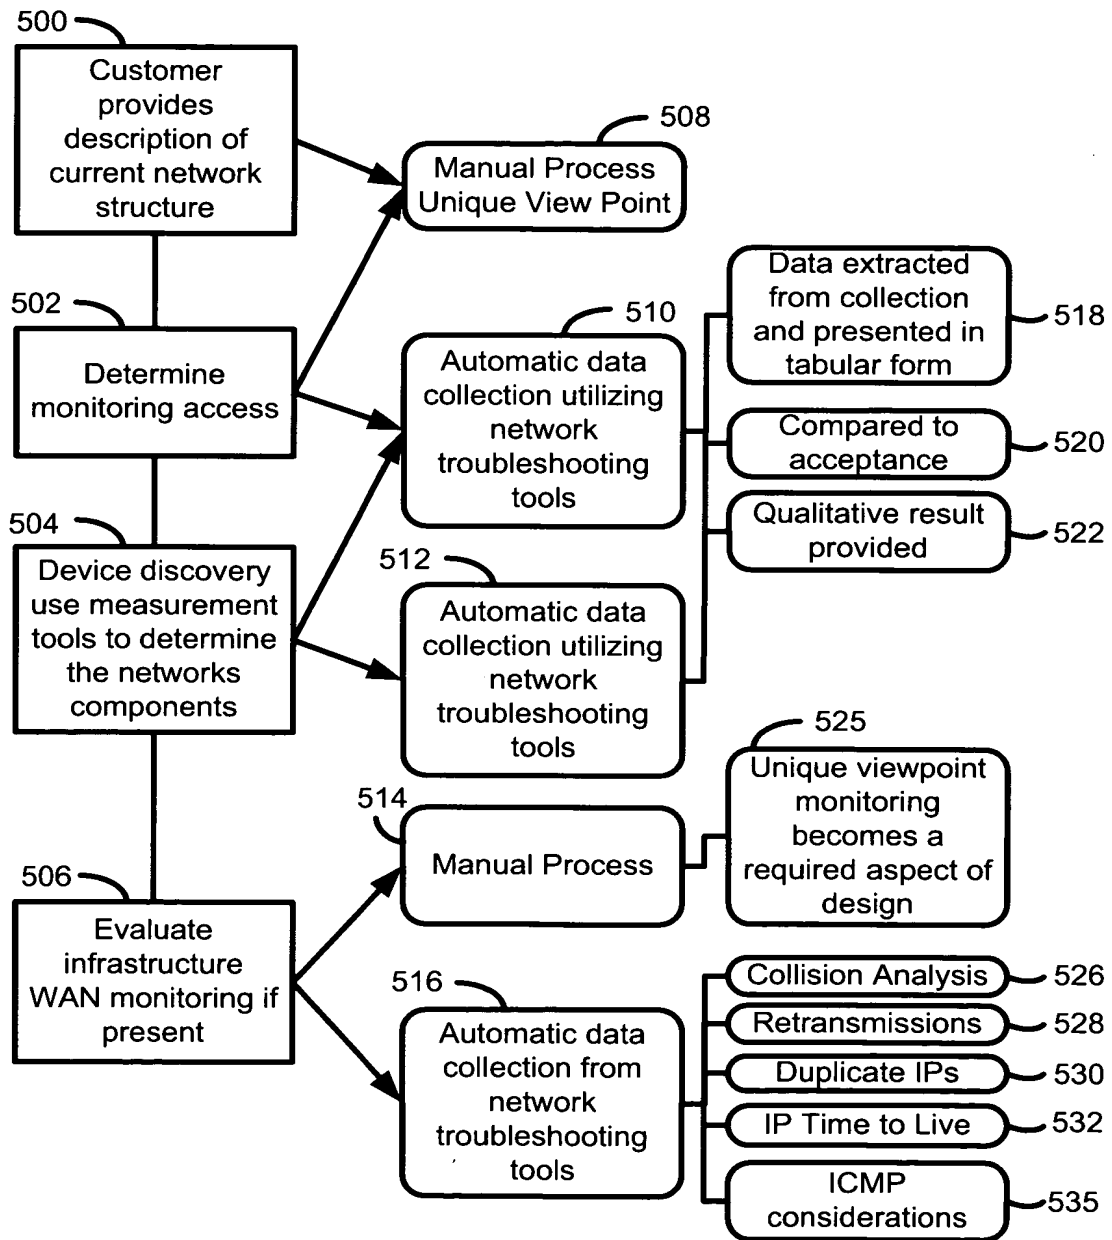 500
Customer
provides
description of
current network
structure
508
Manual Process
Unique View Point
502
Determine
monitoring access
510
Automatic data
collection utilizing
network
troubleshooting
tools
Data extracted
from collection
and presented in
tabular form
518
Compared to
acceptance
520
Qualitative result
provided
522
504
Device discovery
use measurement
tools to determine
the networks
components
512
Automatic data
collection utilizing
network
troubleshooting
tools
525
Unique viewpoint
monitoring
becomes a
required aspect of
design
514
Manual Process
506
Evaluate
infrastructure
WAN monitoring if
present
516
Automatic data
collection from
network
troubleshooting
tools
Collision Analysis
526
Retransmissions
528
Duplicate IPs
530
IP Time to Live
532
ICMP
considerations
535